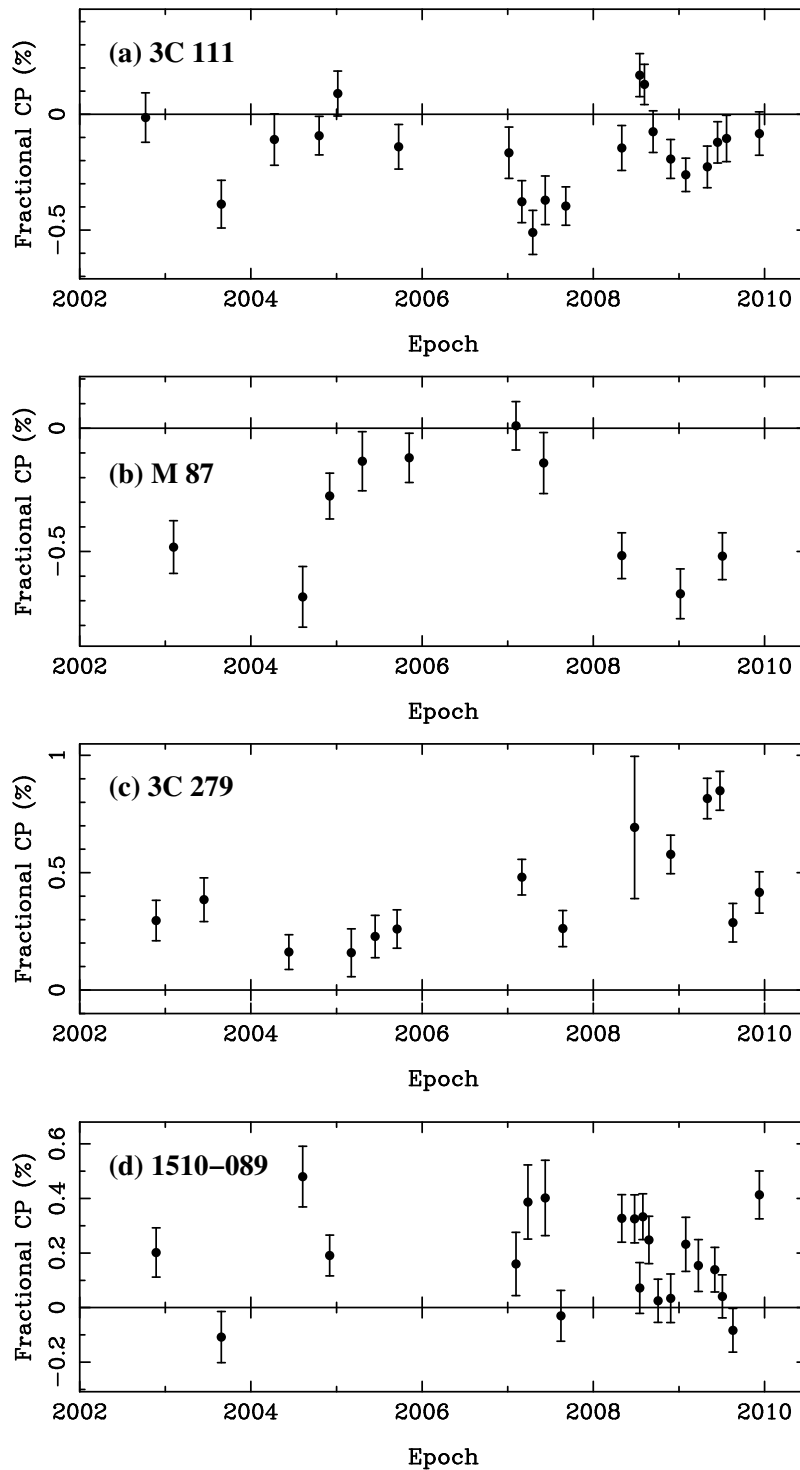 (a) 3C 111
Fractional CP (%)
0
−0.5
2002 2004 2006 2008 2010
Epoch
(b) M 87
Fractional CP (%)
0
−0.5
2002 2004 2006 2008 2010
Epoch
(c) 3C 279
Fractional CP (%)
1
0.5
0
2002 2004 2006 2008 2010
Epoch
(d) 1510−089
Fractional CP (%)
0.6
0.4
0.2
0
−0.2
2002 2004 2006 2008 2010
Epoch